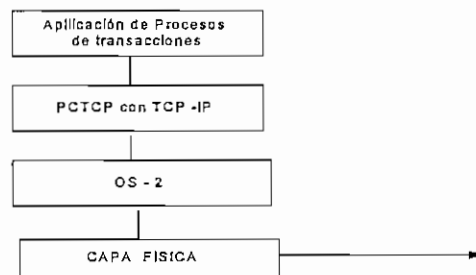 Aplicación de Procesos
de transacciones
PCTCP con TCP -IP
OS - 2
CAPA FISICA